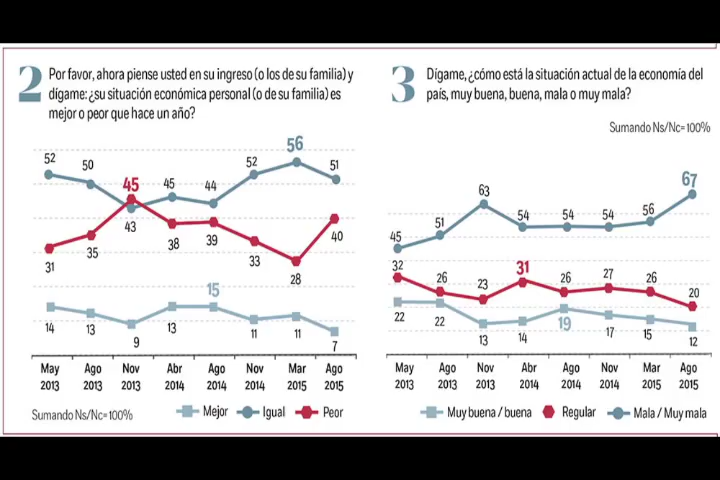 2
Por favor, ahora piense usted en su ingreso (o los de su familia) y
dígame: ¿su situación económica personal (o de su familia) es
mejor o peor que hace un año?
52 50 45 45 44 52 56 51
31 35 43 38 39 33 28 40
14 13 9 13 15 11 11 7
May Ago Nov Abr Ago Nov Mar Ago
2013 2013 2013 2014 2014 2014 2015 2015
Sumando Ns/Nc=100%
Mejor Igual Peor
3
Dígame, ¿cómo está la situación actual de la economía del
país, muy buena, buena, mala o muy mala?
Sumando Ns/Nc=100%
45 51 63 54 54 54 56 67
32 26 23 31 26 27 26 20
22 22 13 14 19 17 15 12
May Ago Nov Abr Ago Nov Mar Ago
2013 2013 2013 2014 2014 2014 2015 2015
Muy buena / buena Regular Mala / Muy mala